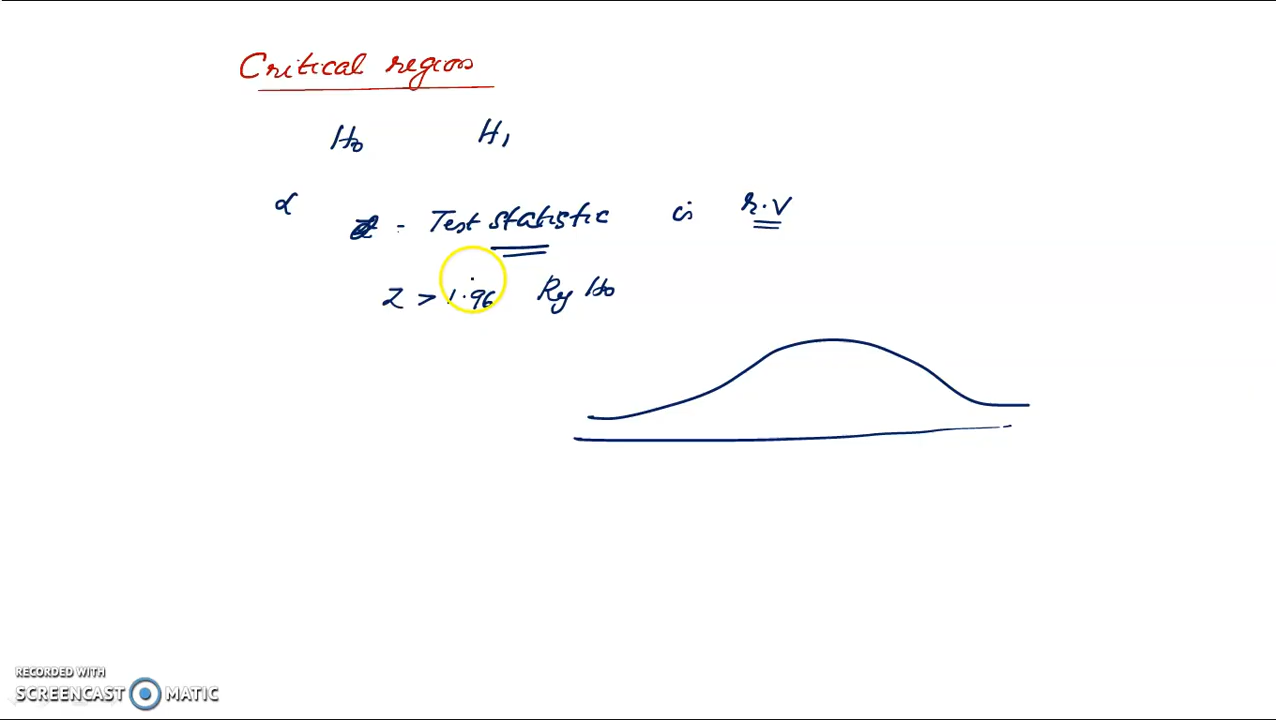 Critical region
H0 H1
α
Z - Test statistic is r.v
Z > 1.96 Rej H0
RECORDED WITH
SCREENCAST MATIC